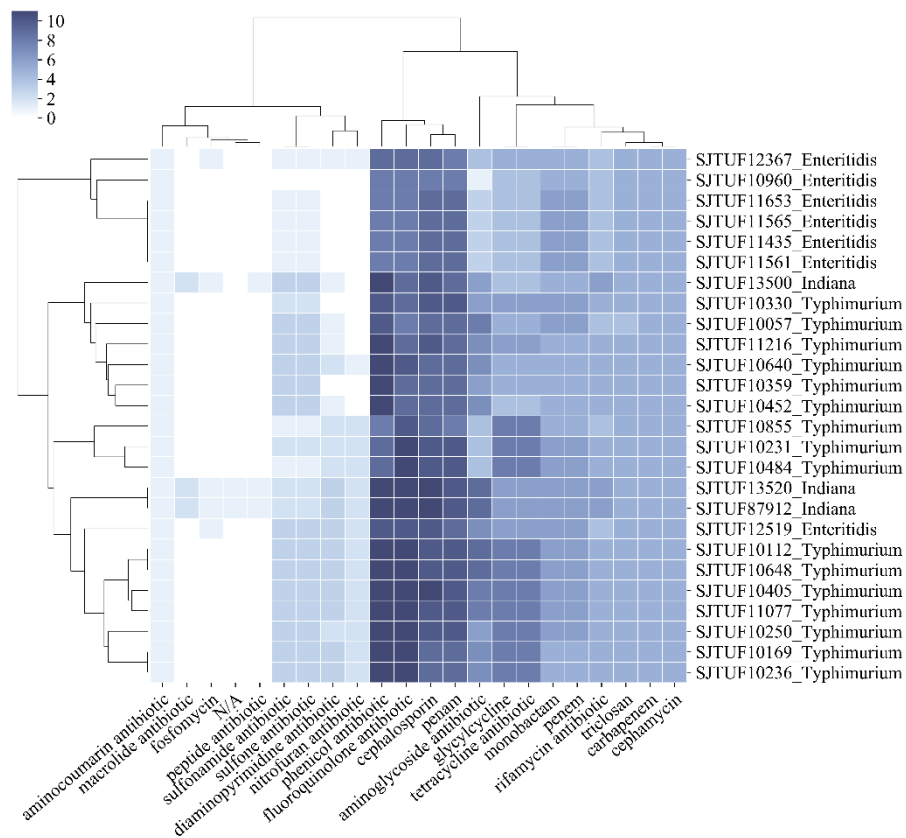 10
8
6
4
2
0
SJTUF12367_Enteritidis
SJTUF10960_Enteritidis
SJTUF11653_Enteritidis
SJTUF11565_Enteritidis
SJTUF11435_Enteritidis
SJTUF11561_Enteritidis
SJTUF13500_Indiana
SJTUF10330_Typhimurium
SJTUF10057_Typhimurium
SJTUF11216_Typhimurium
SJTUF10640_Typhimurium
SJTUF10359_Typhimurium
SJTUF10452_Typhimurium
SJTUF10855_Typhimurium
SJTUF10231_Typhimurium
SJTUF10484_Typhimurium
SJTUF13520_Indiana
SJTUF87912_Indiana
SJTUF12519_Enteritidis
SJTUF10112_Typhimurium
SJTUF10648_Typhimurium
SJTUF10405_Typhimurium
SJTUF11077_Typhimurium
SJTUF10250_Typhimurium
SJTUF10169_Typhimurium
SJTUF10236_Typhimurium
aminocoumarin antibiotic
macrolide antibiotic
fosfomycin
N/A
peptide antibiotic
sulfonamide antibiotic
sulfone antibiotic
diaminopyrimidine antibiotic
nitrofuran antibiotic
phenicol antibiotic
fluoroquinolone antibiotic
cephalosporin
penam
aminoglycoside antibiotic
glycylcycline
tetracycline antibiotic
monobactam
penem
rifamycin antibiotic
triclosan
carbapenem
cephamycin